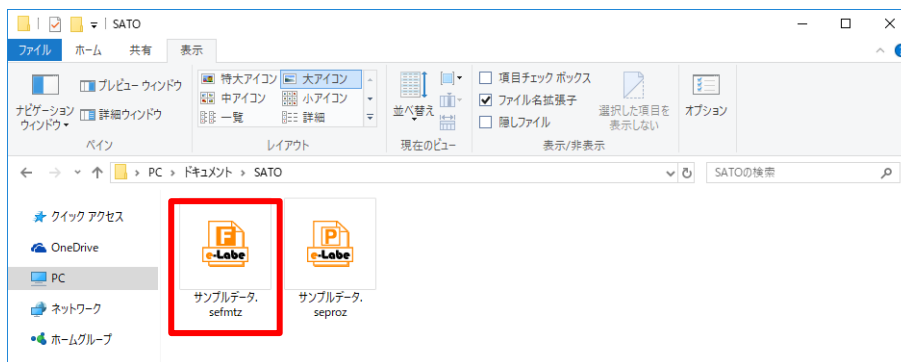 SATO
ファイル ホーム 共有 表示
ナビゲーション
ウィンドウ
プレビュー ウィンドウ
詳細ウィンドウ
ペイン
特大アイコン 大アイコン
中アイコン 小アイコン
一覧 詳細
レイアウト
並べ替え
現在のビュー
項目チェック ボックス
ファイル名拡張子
隠しファイル
選択した項目を
表示しない
表示/非表示
オプション
PC › ドキュメント › SATO
SATOの検索
クイック アクセス
OneDrive
PC
ネットワーク
ホームグループ
F
e-Labe
サンプルデータ.
sefmtz
P
e-Labe
サンプルデータ.
seproz